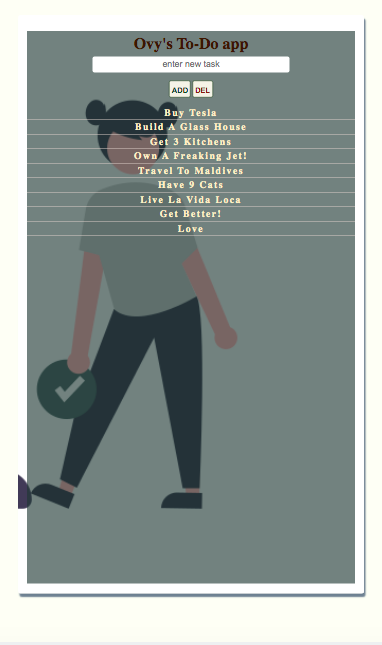 Ovy's To-Do app
enter new task
ADD DEL
Buy Tesla
Build A Glass House
Get 3 Kitchens
Own A Freaking Jet!
Travel To Maldives
Have 9 Cats
Live La Vida Loca
Get Better!
Love